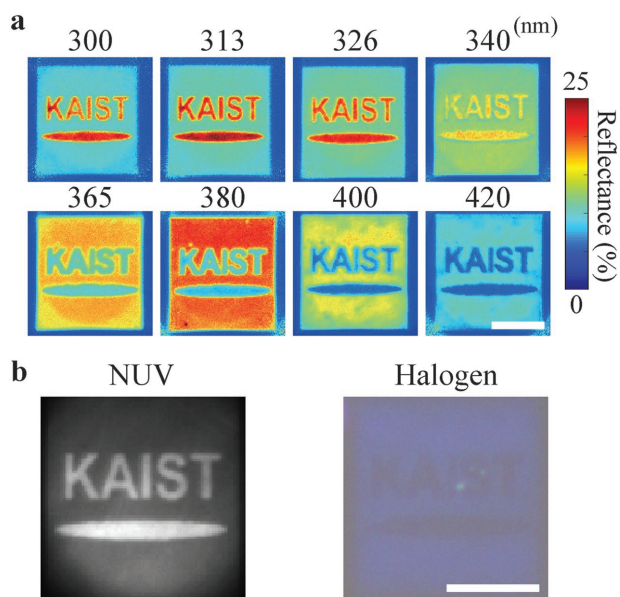 a
300 313 326 340 (nm)
KAIST KAIST KAIST KAIST
25
Reflectance (%)
0
365 380 400 420
KAIST KAIST KAIST KAIST
b
NUV Halogen
KAIST KAIST